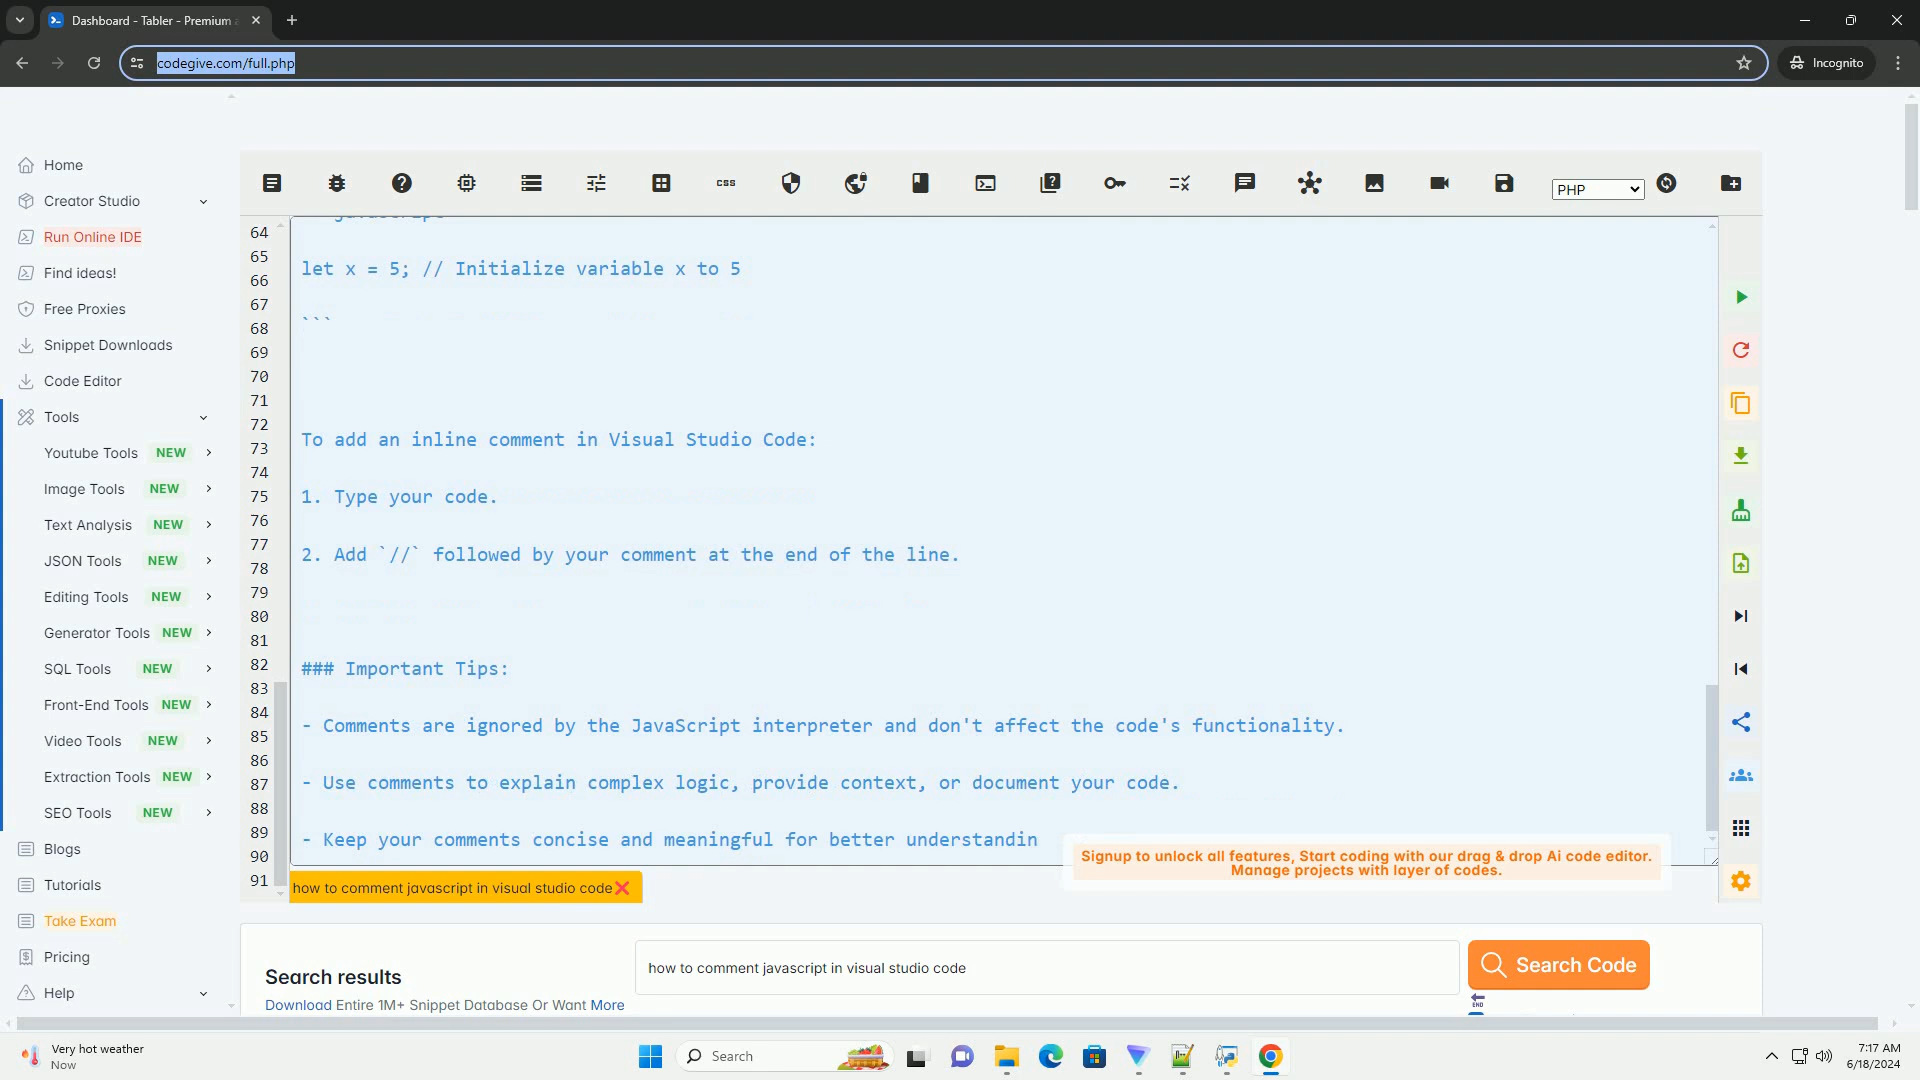 Dashboard - Tabler - Premium
codegive.com/full.php
Incognito
Home
Creator Studio
Run Online IDE
Find ideas!
Free Proxies
Snippet Downloads
Code Editor
Tools
Youtube Tools NEW
Image Tools NEW
Text Analysis NEW
JSON Tools NEW
Editing Tools NEW
Generator Tools NEW
SQL Tools NEW
Front-End Tools NEW
Video Tools NEW
Extraction Tools NEW
SEO Tools NEW
Blogs
Tutorials
Take Exam
Pricing
Help
css
PHP
64
65
66
67
68
69
70
71
72
73
74
75
76
77
78
79
80
81
82
83
84
85
86
87
88
89
90
91
let x = 5; // Initialize variable x to 5
```
To add an inline comment in Visual Studio Code:
1. Type your code.
2. Add `//` followed by your comment at the end of the line.
### Important Tips:
- Comments are ignored by the JavaScript interpreter and don't affect the code's functionality.
- Use comments to explain complex logic, provide context, or document your code.
- Keep your comments concise and meaningful for better understandin
Signup to unlock all features, Start coding with our drag & drop Ai code editor.
Manage projects with layer of codes.
how to comment javascript in visual studio code
Search results
Download Entire 1M+ Snippet Database Or Want More
how to comment javascript in visual studio code
Search Code
END
Very hot weather
Now
Search
7:17 AM
6/18/2024